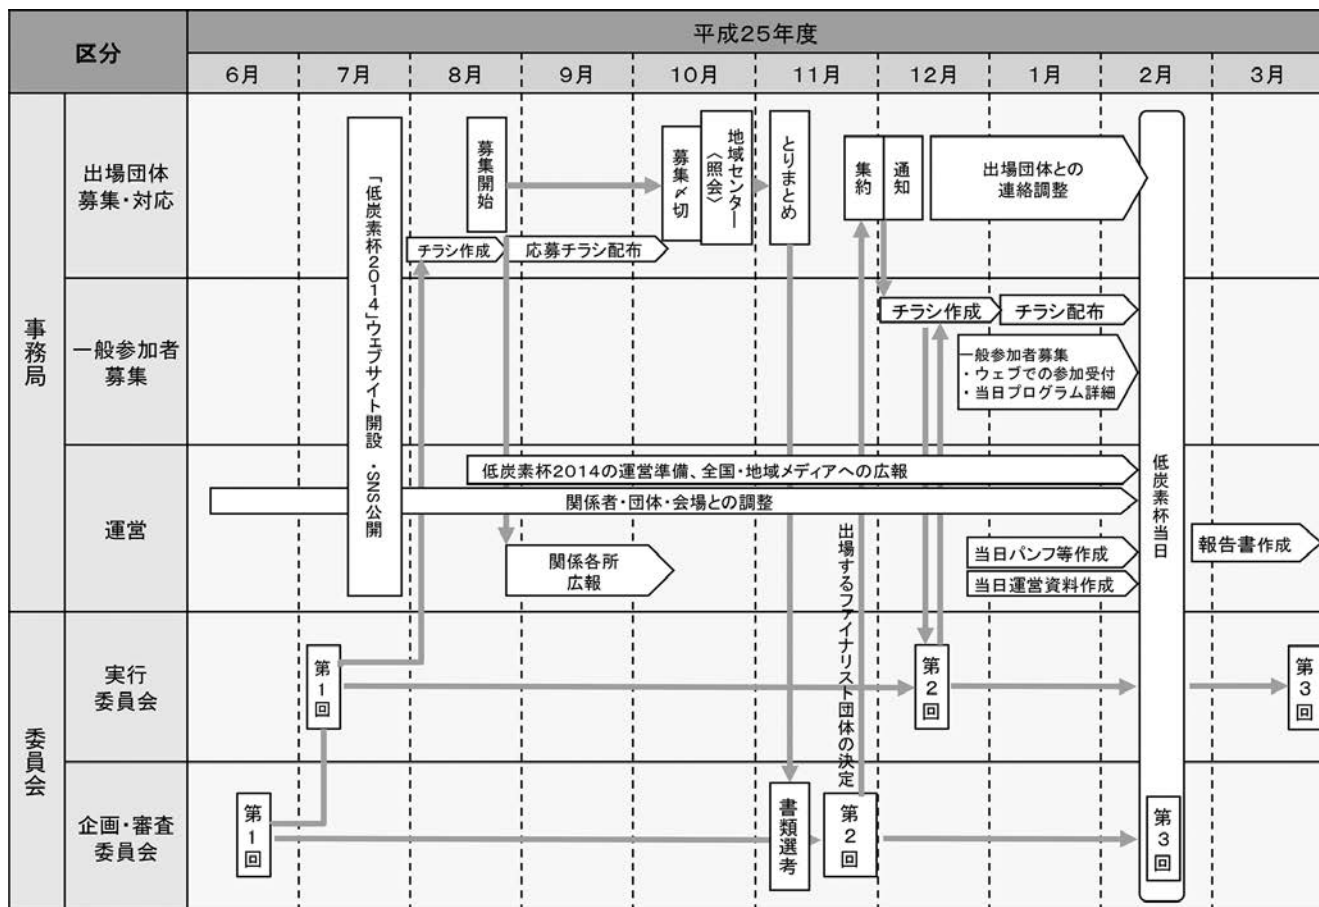 区分
平成25年度
6月
7月
8月
9月
10月
11月
12月
1月
2月
3月
事務局
出場団体
募集・対応
「低炭素杯2014」ウェブサイト開設 ・SNS公開
募集開始
募集〆切
地域センター
〈照会〉
とりまとめ
集約
通知
出場団体との
連絡調整
チラシ作成
応募チラシ配布
一般参加者
募集
チラシ作成
チラシ配布
一般参加者募集
・ウェブでの参加受付
・当日プログラム詳細
運営
低炭素杯2014の運営準備、全国・地域メディアへの広報
関係者・団体・会場との調整
関係各所
広報
当日パンフ等作成
当日運営資料作成
低炭素杯当日
報告書作成
出場するファイナリスト団体の決定
委員会
実行
委員会
第1回
第2回
第3回
企画・審査
委員会
第1回
書類選考
第2回
第3回